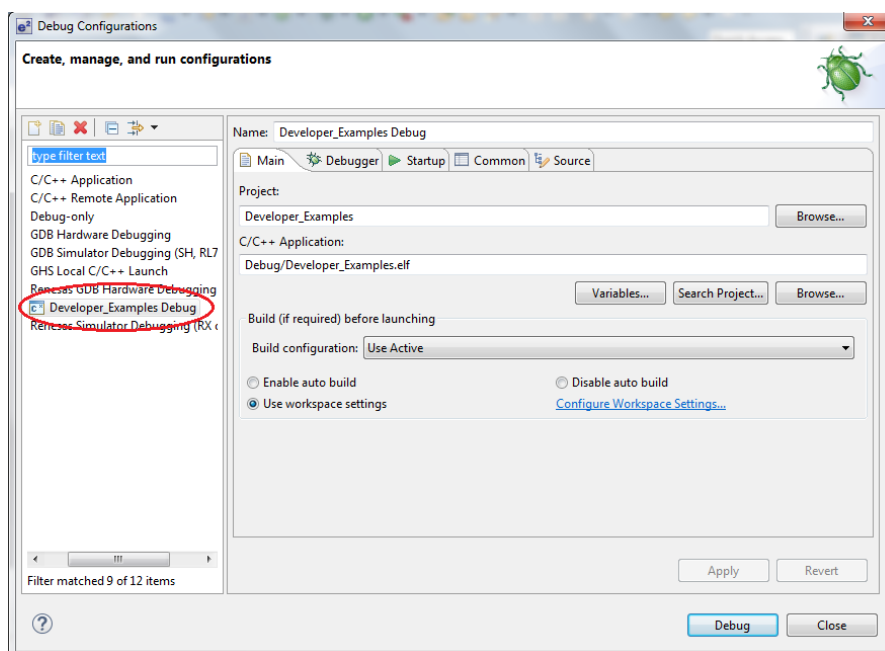 e² Debug Configurations
Create, manage, and run configurations
type filter text
C/C++ Application
C/C++ Remote Application
Debug-only
GDB Hardware Debugging
GDB Simulator Debugging (SH, RL7
GHS Local C/C++ Launch
Renesas GDB Hardware Debugging
c Developer_Examples Debug
Renesas Simulator Debugging (RX
Filter matched 9 of 12 items
Name: Developer_Examples Debug
Main Debugger Startup Common Source
Project:
Developer_Examples Browse...
C/C++ Application:
Debug/Developer_Examples.elf
Variables... Search Project... Browse...
Build (if required) before launching
Build configuration: Use Active
Enable auto build Disable auto build
Use workspace settings Configure Workspace Settings...
Apply Revert
? Debug Close